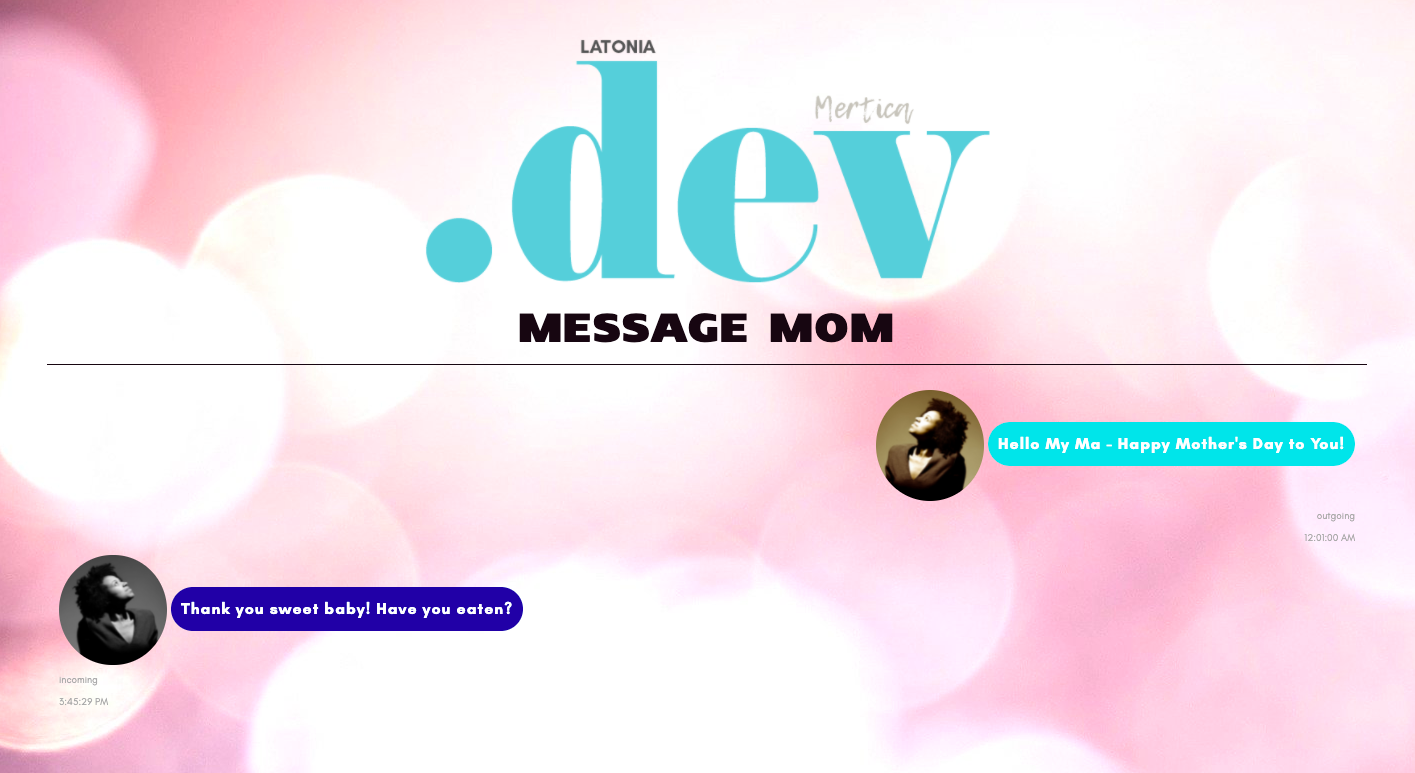 LATONIA
Mertica
.dev
MESSAGE MOM
Hello My Ma - Happy Mother's Day to You!
outgoing
12:01:00 AM
Thank you sweet baby! Have you eaten?
incoming
3:45:29 PM